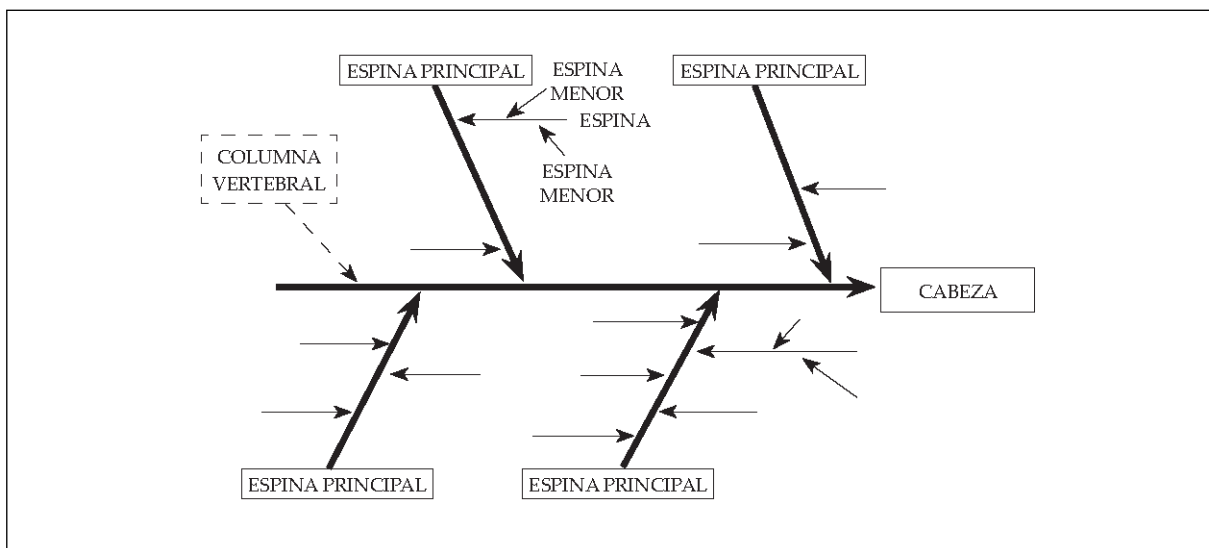 ESPINA PRINCIPAL
ESPINA
MENOR
ESPINA
ESPINA
MENOR
ESPINA PRINCIPAL
COLUMNA
VERTEBRAL
CABEZA
ESPINA PRINCIPAL
ESPINA PRINCIPAL